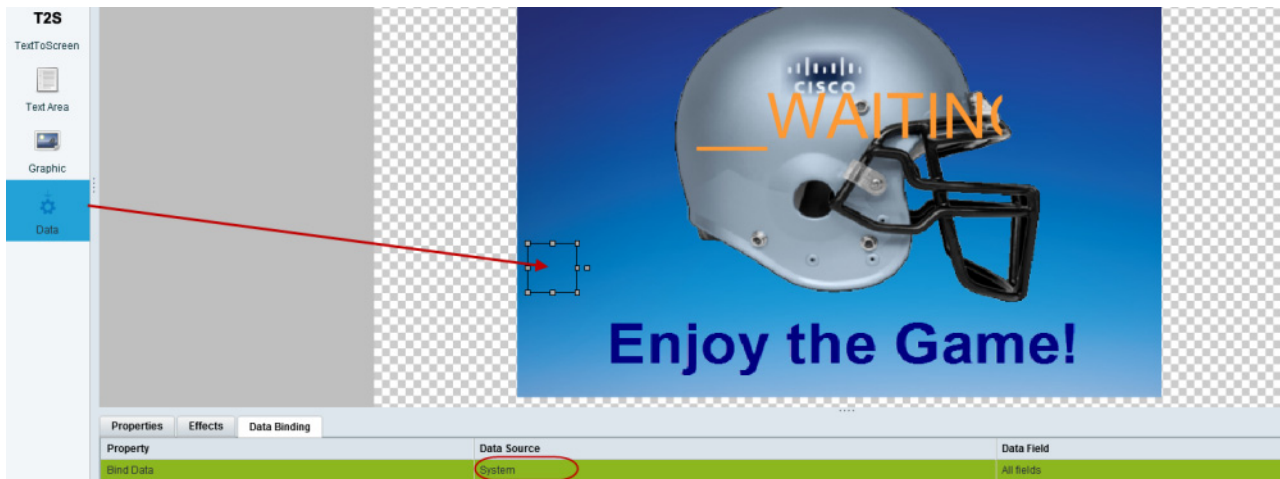 T2S
TextToScreen
Text Area
Graphic
Data
CISCO
WAITING
Enjoy the Game!
Properties Effects Data Binding
Property Data Source Data Field
Bind Data System All fields